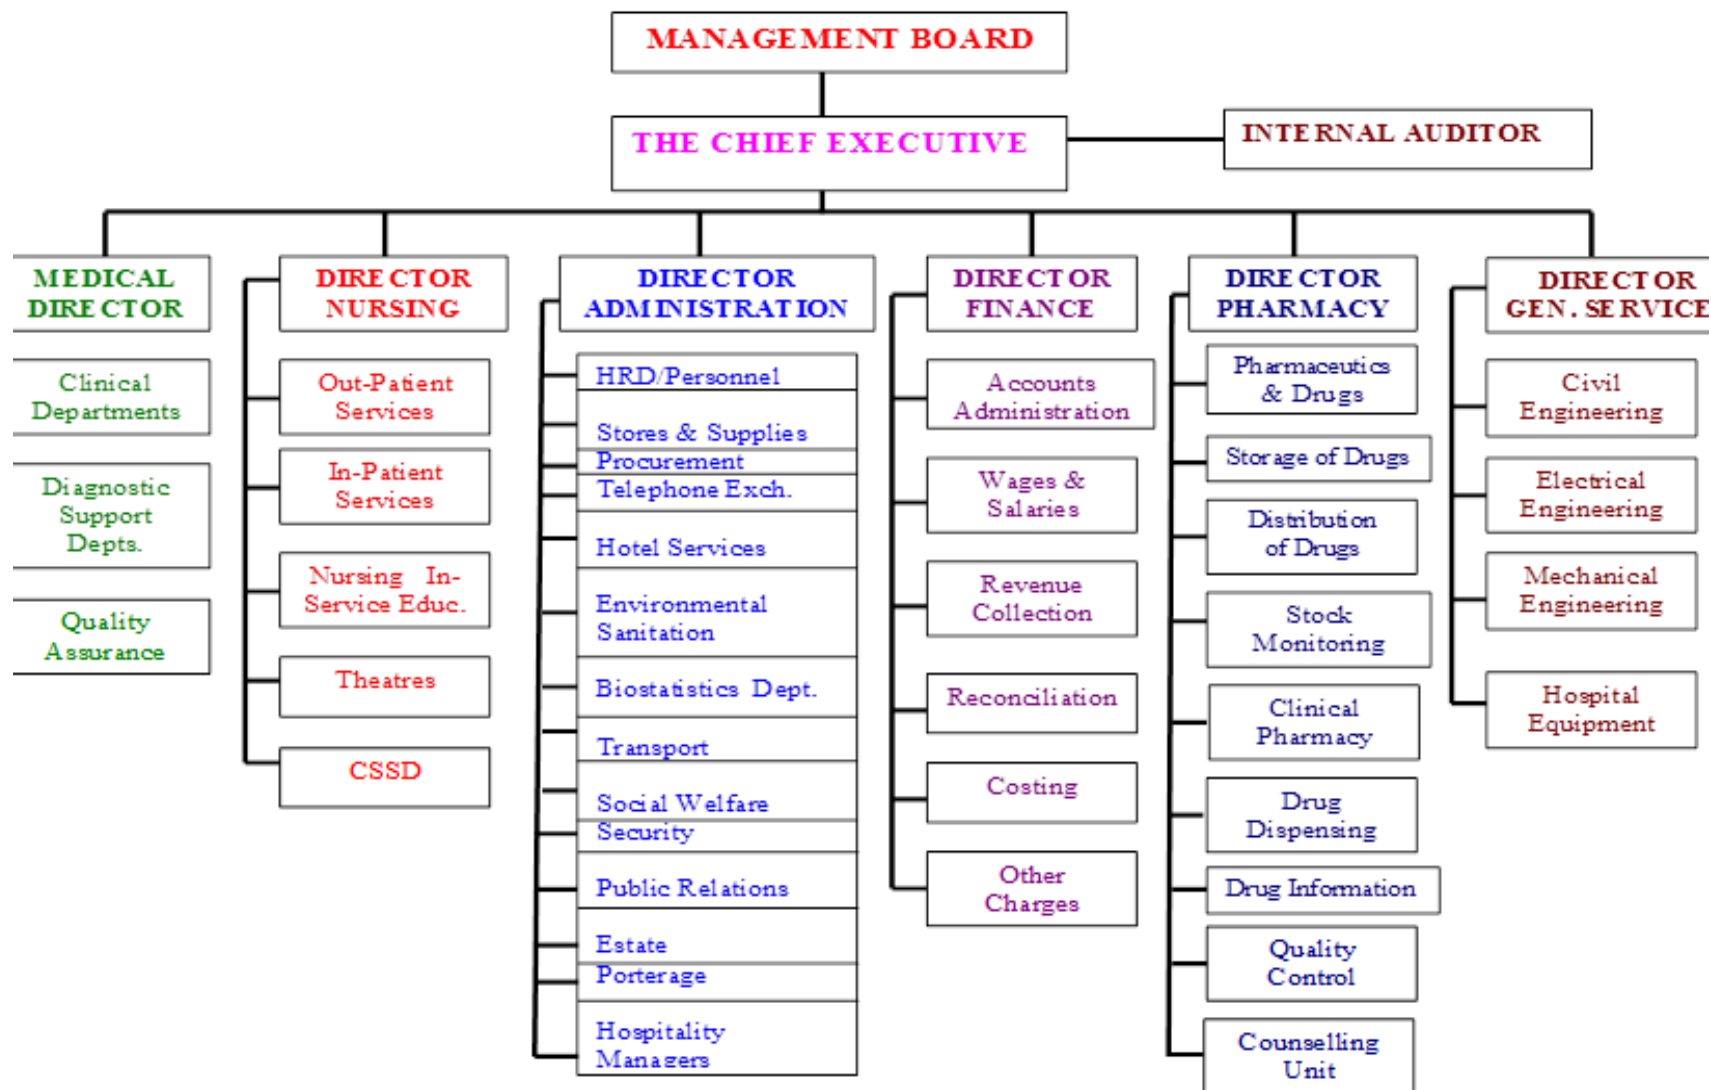 MANAGEMENT BOARD
THE CHIEF EXECUTIVE
INTERNAL AUDITOR
MEDICAL
DIRECTOR
Clinical
Departments
Diagnostic
Support
Depts.
Quality
Assurance
DIRECTOR
NURSING
Out-Patient
Services
In-Patient
Services
Nursing In-
Service Educ.
Theatres
CSSD
DIRECTOR
ADMINISTRATION
HRD/Personnel
Stores & Supplies
Procurement
Telephone Exch.
Hotel Services
Environmental
Sanitation
Biostatistics Dept.
Transport
Social Welfare
Security
Public Relations
Estate
Porterage
Hospitality
Managers
DIRECTOR
FINANCE
Accounts
Administration
Wages &
Salaries
Revenue
Collection
Reconciliation
Costing
Other
Charges
DIRECTOR
PHARMACY
Pharmaceutics
& Drugs
Storage of Drugs
Distribution
of Drugs
Stock
Monitoring
Clinical
Pharmacy
Drug
Dispensing
Drug Information
Quality
Control
Counselling
Unit
DIRECTOR
GEN. SERVICE
Civil
Engineering
Electrical
Engineering
Mechanical
Engineering
Hospital
Equipment